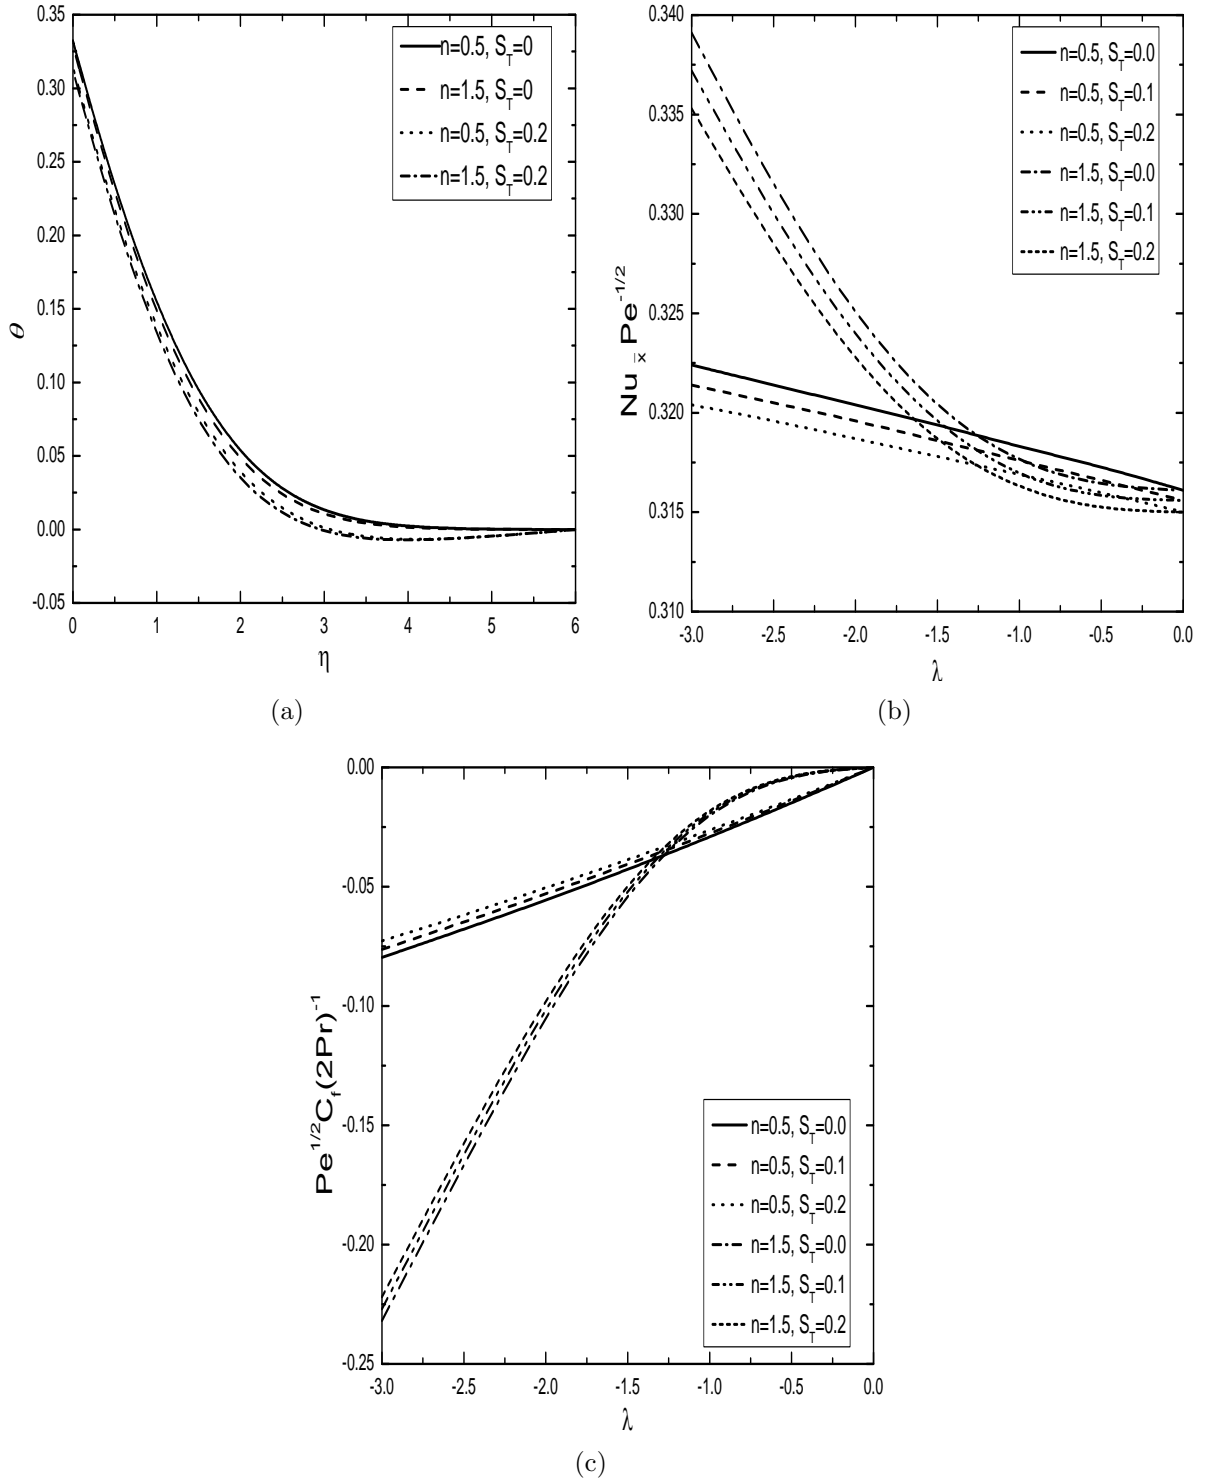 0.35
0.30
0.25
0.20
0.15
0.10
0.05
0.00
-0.05
θ
n=0.5, S_T=0
n=1.5, S_T=0
n=0.5, S_T=0.2
n=1.5, S_T=0.2
0 1 2 3 4 5 6
η
(a)
0.340
0.335
0.330
0.325
0.320
0.315
0.310
Nu_x̄ Pe^-1/2
n=0.5, S_T=0.0
n=0.5, S_T=0.1
n=0.5, S_T=0.2
n=1.5, S_T=0.0
n=1.5, S_T=0.1
n=1.5, S_T=0.2
-3.0 -2.5 -2.0 -1.5 -1.0 -0.5 0.0
λ
(b)
0.00
-0.05
-0.10
-0.15
-0.20
-0.25
Pe^1/2 C_f(2Pr)^-1
n=0.5, S_T=0.0
n=0.5, S_T=0.1
n=0.5, S_T=0.2
n=1.5, S_T=0.0
n=1.5, S_T=0.1
n=1.5, S_T=0.2
-3.0 -2.5 -2.0 -1.5 -1.0 -0.5 0.0
λ
(c)